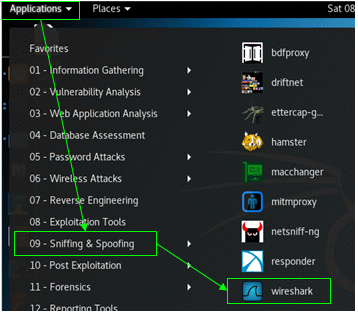 Applications Places Sat 08
Favorites
01 - Information Gathering
02 - Vulnerability Analysis
03 - Web Application Analysis
04 - Database Assessment
05 - Password Attacks
06 - Wireless Attacks
07 - Reverse Engineering
08 - Exploitation Tools
09 - Sniffing & Spoofing
10 - Post Exploitation
11 - Forensics
12 - Reporting Tools
bdfproxy
driftnet
ettercap-g...
hamster
macchanger
mitmproxy
netsniff-ng
responder
wireshark